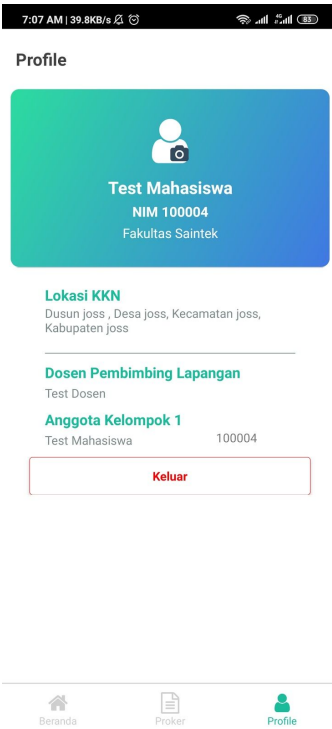 7:07 AM | 39.8KB/s 4G 83
Profile
Test Mahasiswa
NIM 100004
Fakultas Saintek
Lokasi KKN
Dusun joss , Desa joss, Kecamatan joss,
Kabupaten joss
Dosen Pembimbing Lapangan
Test Dosen
Anggota Kelompok 1
Test Mahasiswa 100004
Keluar
Beranda Proker Profile